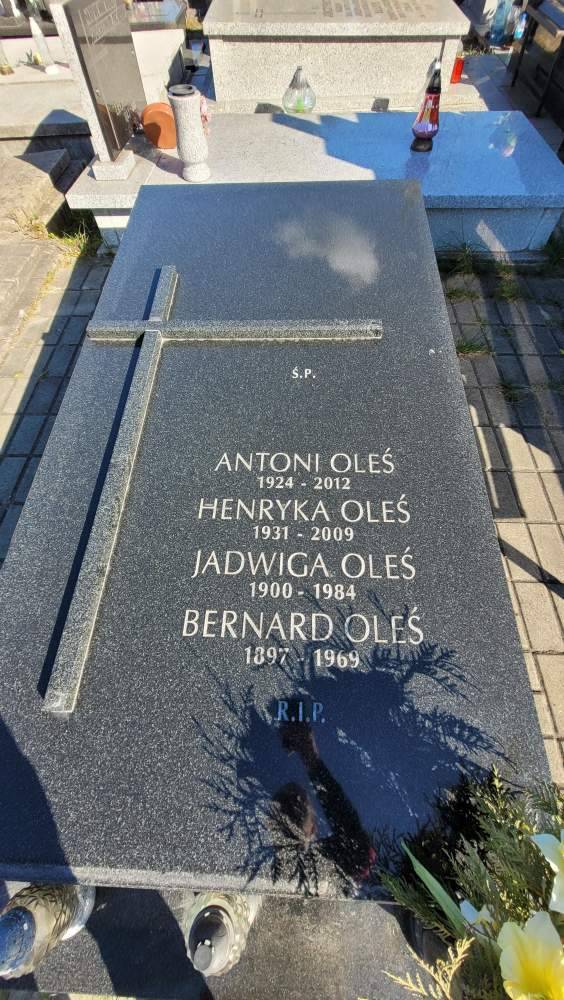 Ś.P.
ANTONI OLEŚ
1924 - 2012
HENRYKA OLEŚ
1931 - 2009
JADWIGA OLEŚ
1900 - 1984
BERNARD OLEŚ
1897 - 1969
R.I.P.